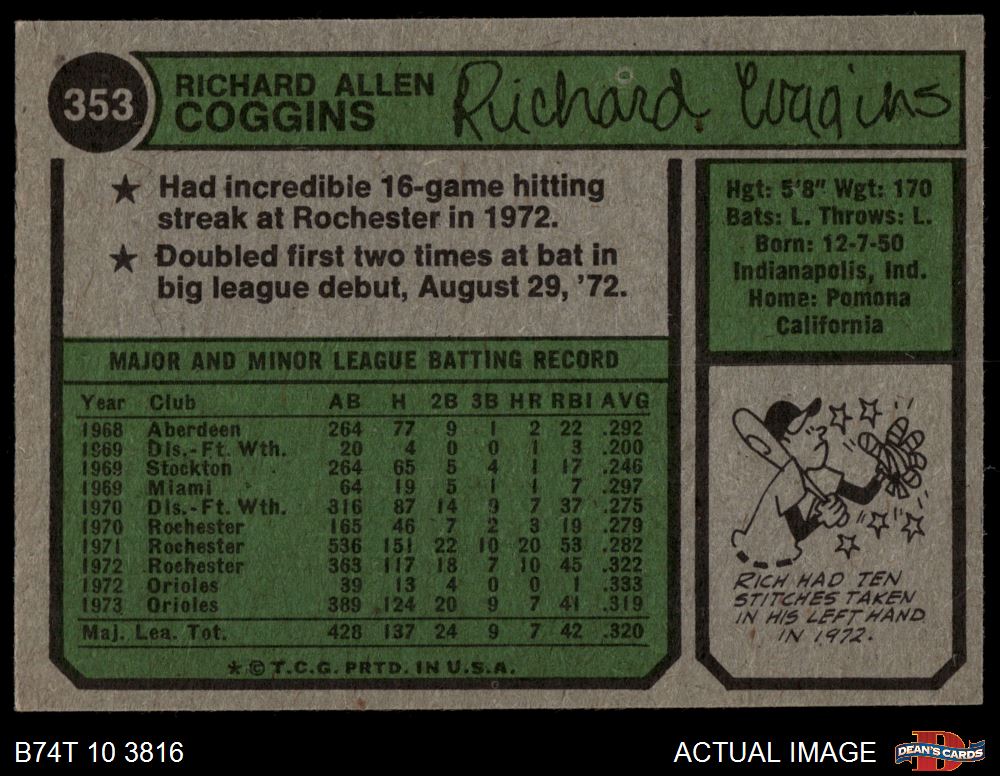 353
RICHARD ALLEN
COGGINS
Richard Coggins
★ Had incredible 16-game hitting
streak at Rochester in 1972.
★ Doubled first two times at bat in
big league debut, August 29, '72.
Hgt: 5'8" Wgt: 170
Bats: L. Throws: L.
Born: 12-7-50
Indianapolis, Ind.
Home: Pomona
California
MAJOR AND MINOR LEAGUE BATTING RECORD
Year Club AB H 2B 3B HR RBI AVG
1968 Aberdeen 264 77 9 1 2 22 .292
1969 Dls.-Ft. Wth. 20 4 0 0 1 3 .200
1969 Stockton 264 65 5 4 1 17 .246
1969 Miami 64 19 5 1 1 7 .297
1970 Dls.-Ft. Wth. 316 87 14 9 7 37 .275
1970 Rochester 165 46 7 2 3 19 .279
1971 Rochester 536 151 22 10 20 53 .282
1972 Rochester 363 117 18 7 10 45 .322
1972 Orioles 39 13 4 0 0 1 .333
1973 Orioles 389 124 20 9 7 41 .319
Maj. Lea. Tot. 428 137 24 9 7 42 .320
★ © T.C.G. PRTD. IN U.S.A.
RICH HAD TEN
STITCHES TAKEN
IN HIS LEFT HAND
IN 1972.
B74T 10 3816
ACTUAL IMAGE
DEAN'S CARDS